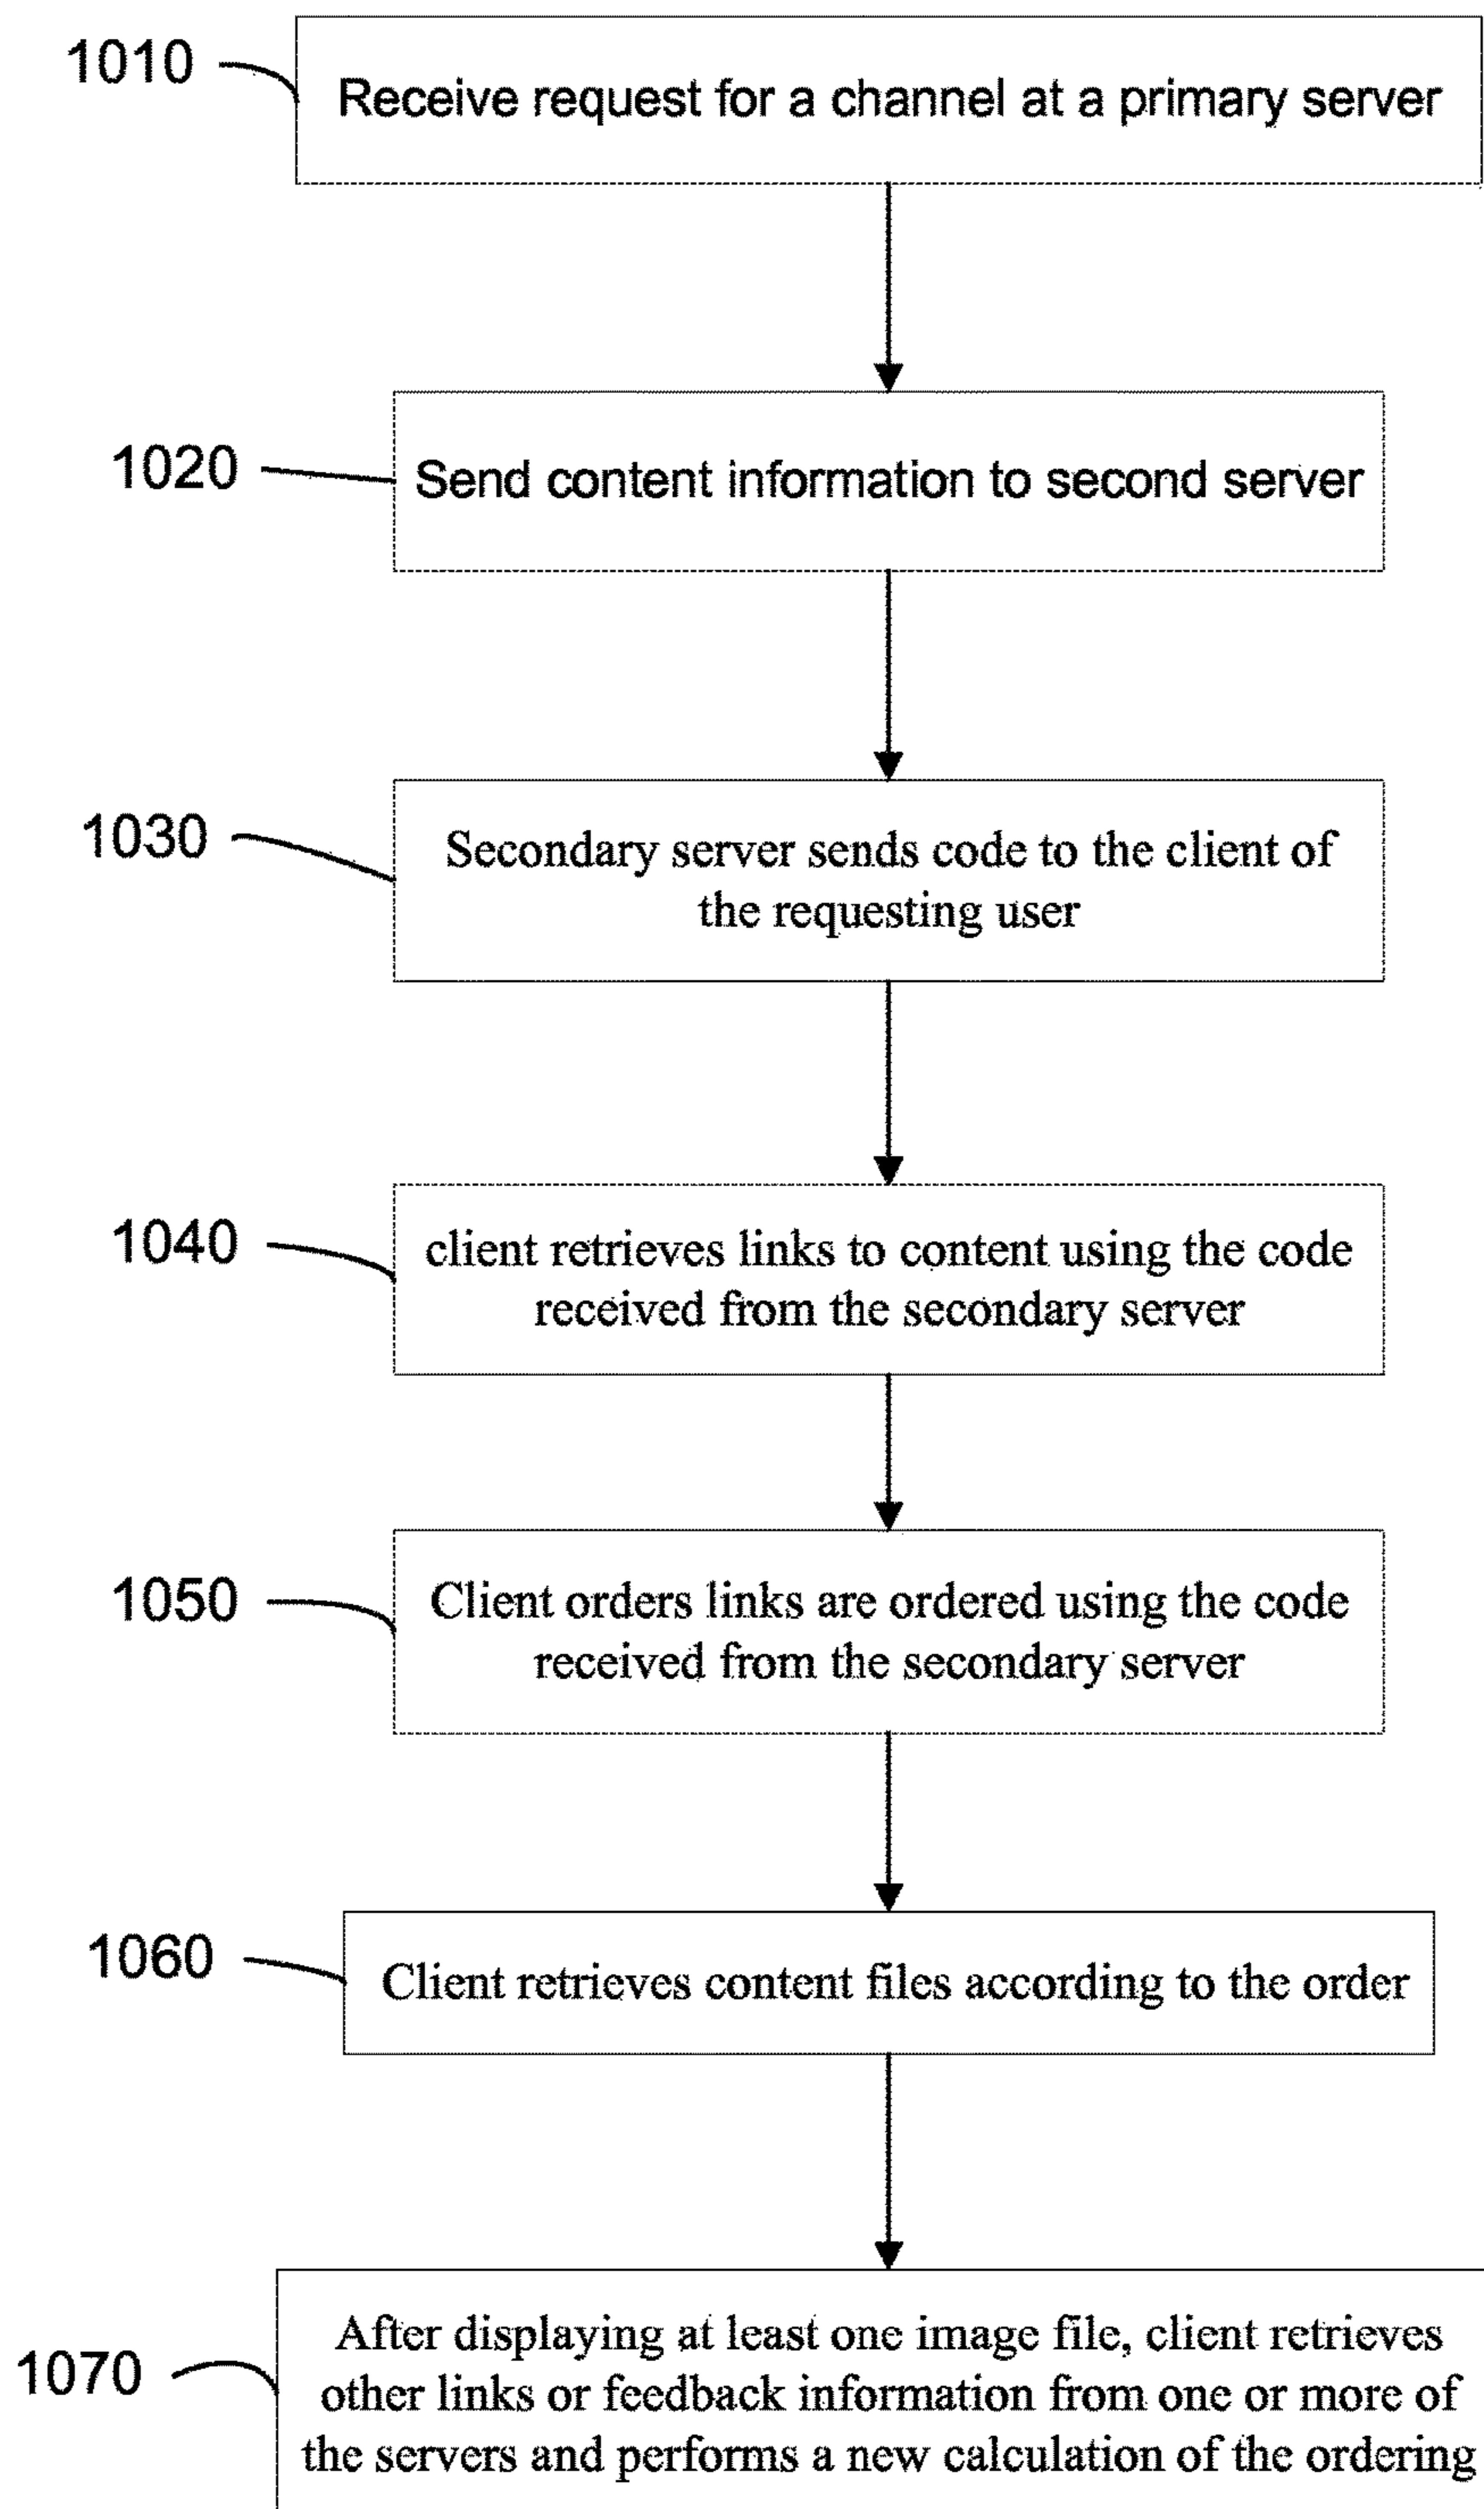 1010
Receive request for a channel at a primary server
1020
Send content information to second server
1030
Secondary server sends code to the client of
the requesting user
1040
client retrieves links to content using the code
received from the secondary server
1050
Client orders links are ordered using the code
received from the secondary server
1060
Client retrieves content files according to the order
1070
After displaying at least one image file, client retrieves
other links or feedback information from one or more of
the servers and performs a new calculation of the ordering